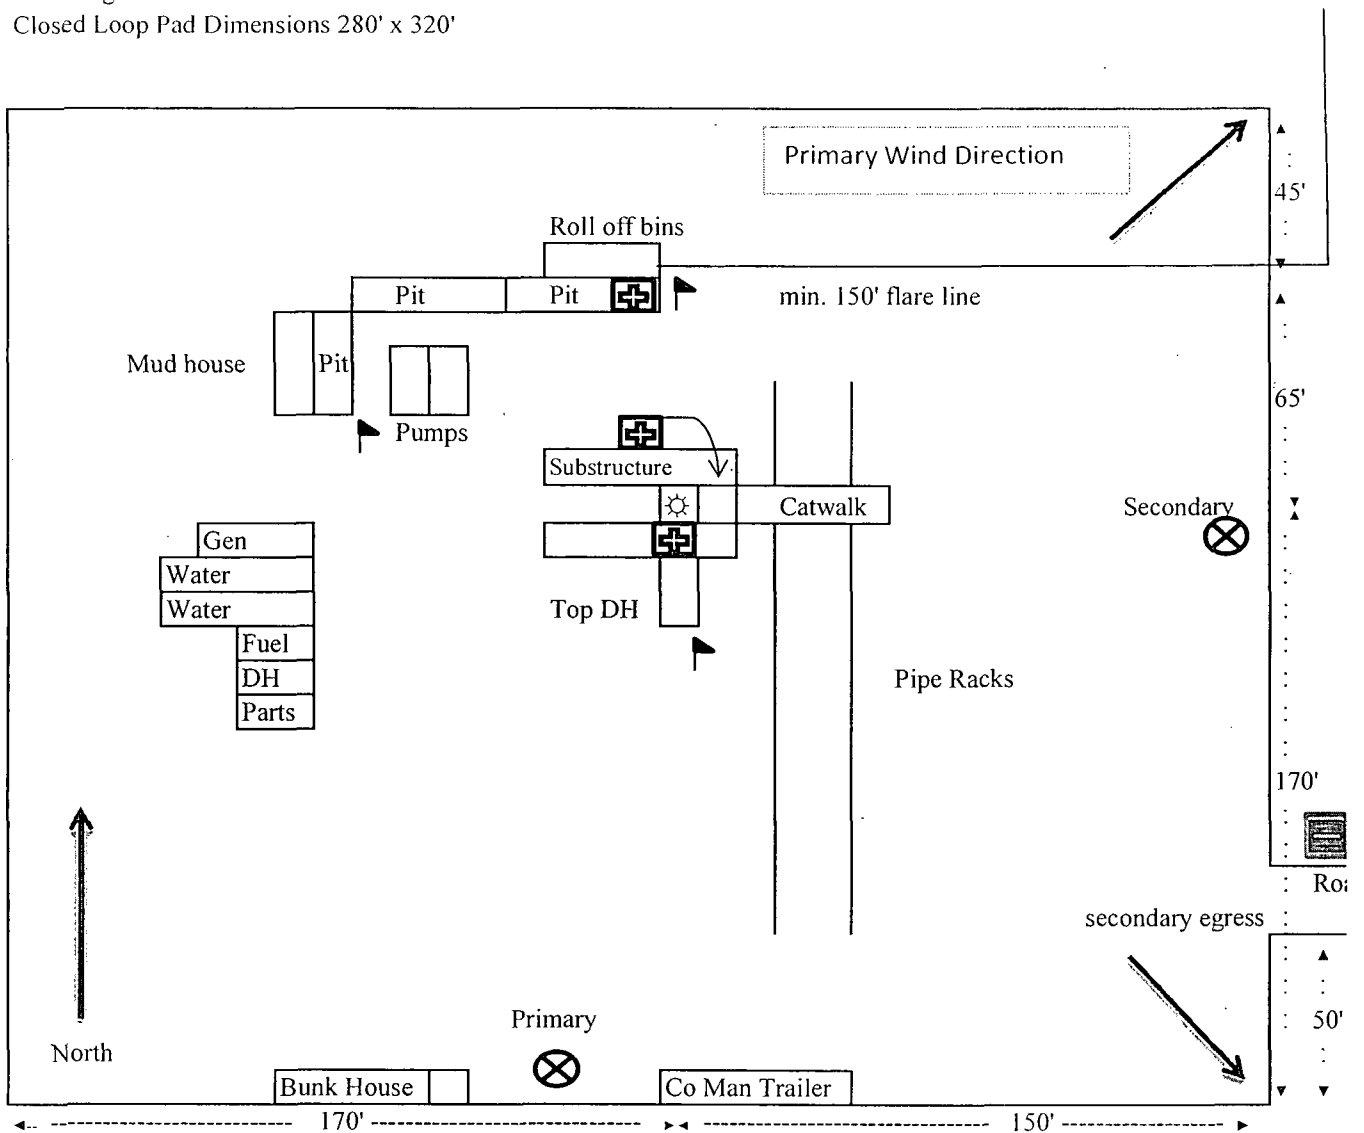 Closed Loop Pad Dimensions 280' x 320'
Primary Wind Direction
45'
Roll off bins
Pit
Pit
min. 150' flare line
Mud house
Pit
65'
Pumps
Substructure
Catwalk
Secondary
Gen
Water
Water
Top DH
Fuel
DH
Parts
Pipe Racks
170'
secondary egress
Primary
50'
North
Bunk House
Co Man Trailer
170'
150'